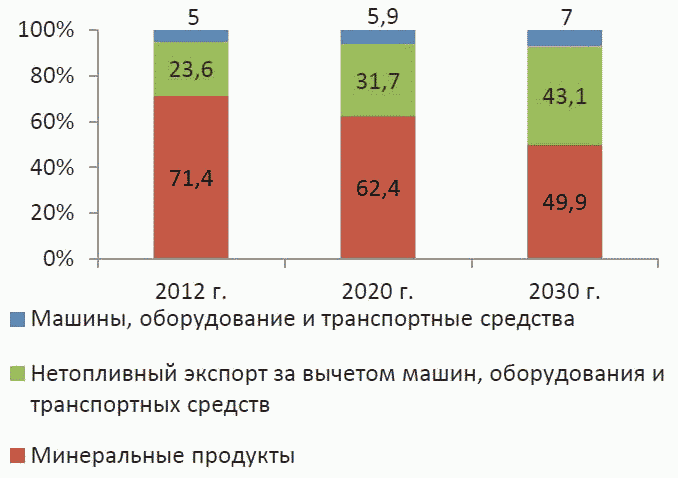 5 5,9 7
100%
80%
60%
40%
20%
0%
23,6 31,7 43,1
71,4 62,4 49,9
2012 г. 2020 г. 2030 г.
Машины, оборудование и транспортные средства
Нетопливный экспорт за вычетом машин, оборудования и
транспортных средств
Минеральные продукты